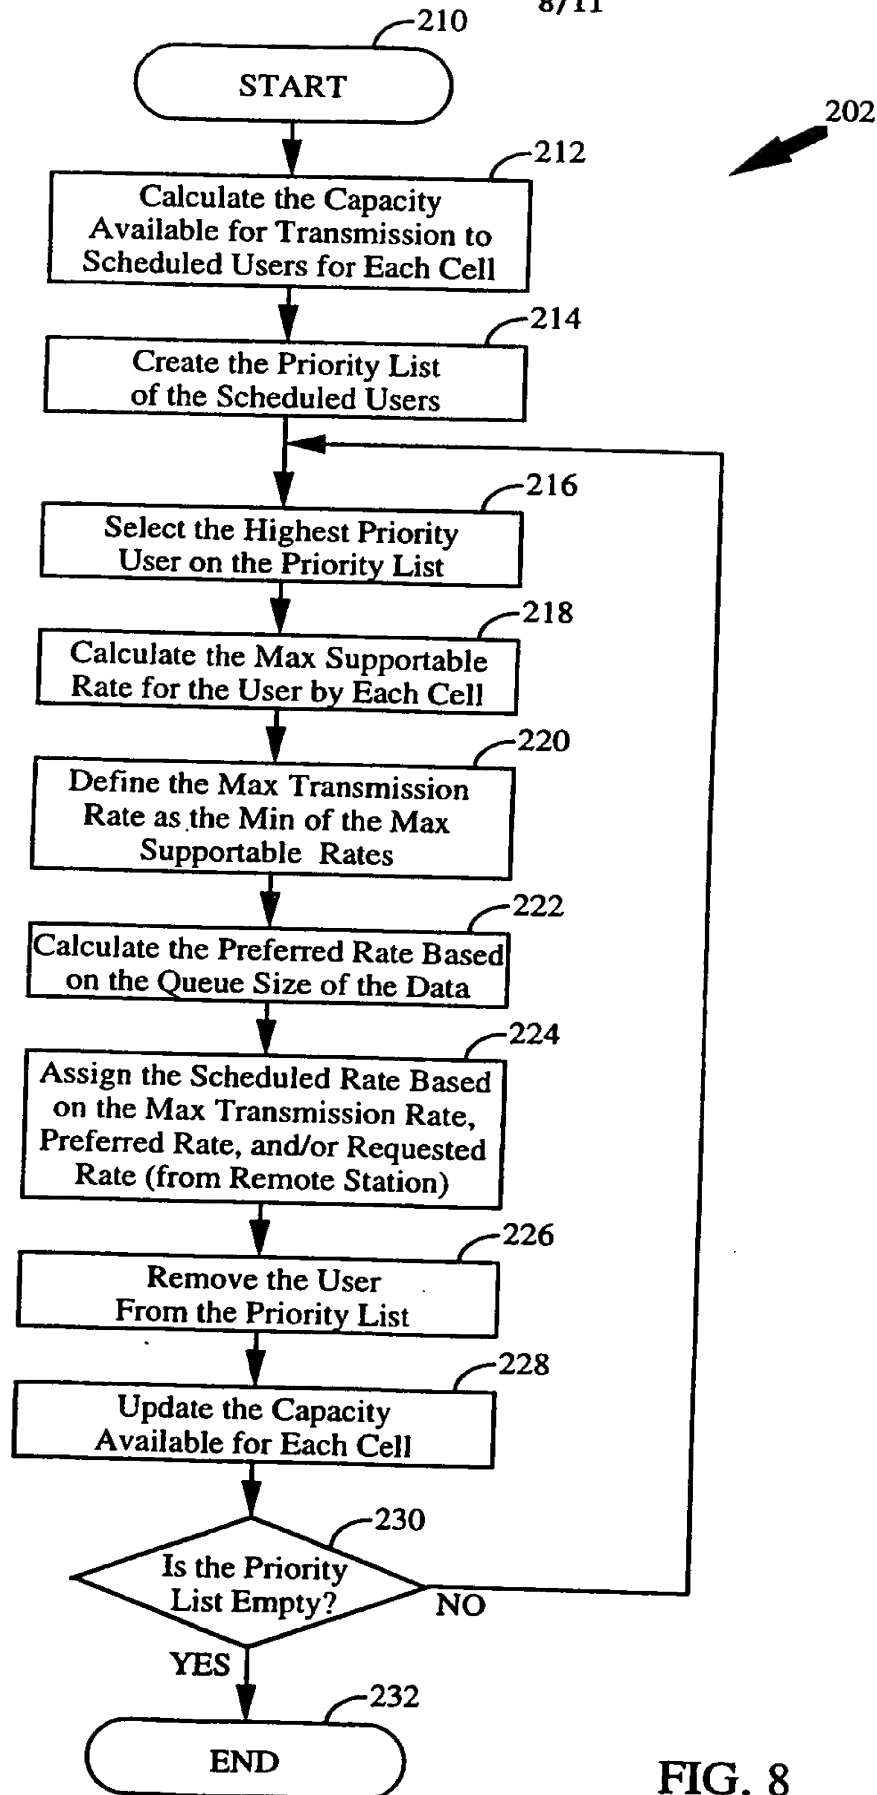 8/11
210
START
202
212
Calculate the Capacity
Available for Transmission to
Scheduled Users for Each Cell
214
Create the Priority List
of the Scheduled Users
216
Select the Highest Priority
User on the Priority List
218
Calculate the Max Supportable
Rate for the User by Each Cell
220
Define the Max Transmission
Rate as the Min of the Max
Supportable Rates
222
Calculate the Preferred Rate Based
on the Queue Size of the Data
224
Assign the Scheduled Rate Based
on the Max Transmission Rate,
Preferred Rate, and/or Requested
Rate (from Remote Station)
226
Remove the User
From the Priority List
228
Update the Capacity
Available for Each Cell
230
Is the Priority
List Empty?
NO
YES
232
END
FIG. 8